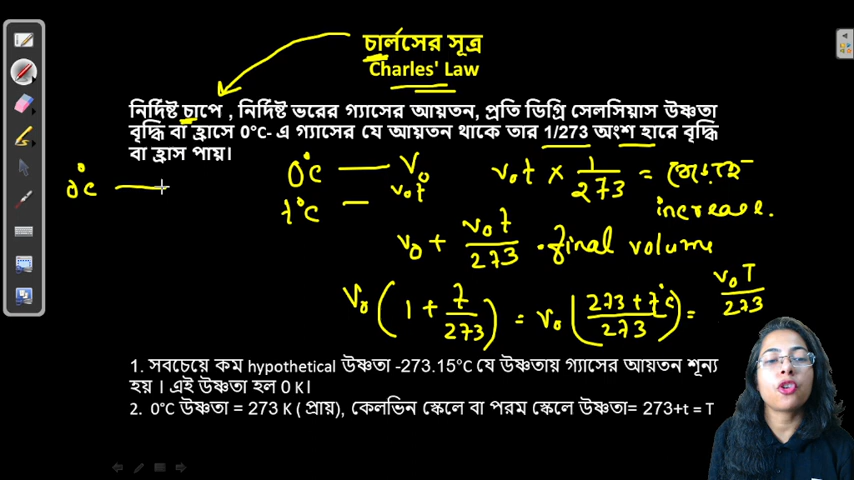 চার্লসের সূত্র
Charles' Law
নির্দিষ্ট চাপে , নির্দিষ্ট ভরের গ্যাসের আয়তন, প্রতি ডিগ্রি সেলসিয়াস উষ্ণতা
বৃদ্ধি বা হ্রাসে 0°C- এ গ্যাসের যে আয়তন থাকে তার 1/273 অংশ হারে বৃদ্ধি
বা হ্রাস পায়।
0°C —
0°C — V₀
V₀t
t°C —
V₀t × 1/273 =
increase.
V₀ + V₀t/273 . final volume
V₀ (1 + t/273) = V₀ (273 + t°C/273) = V₀T/273
1. সবচেয়ে কম hypothetical উষ্ণতা -273.15°C যে উষ্ণতায় গ্যাসের আয়তন শূন্য
হয় । এই উষ্ণতা হল 0 K।
2. 0°C উষ্ণতা = 273 K ( প্রায়), কেলভিন স্কেলে বা পরম স্কেলে উষ্ণতা= 273+t = T